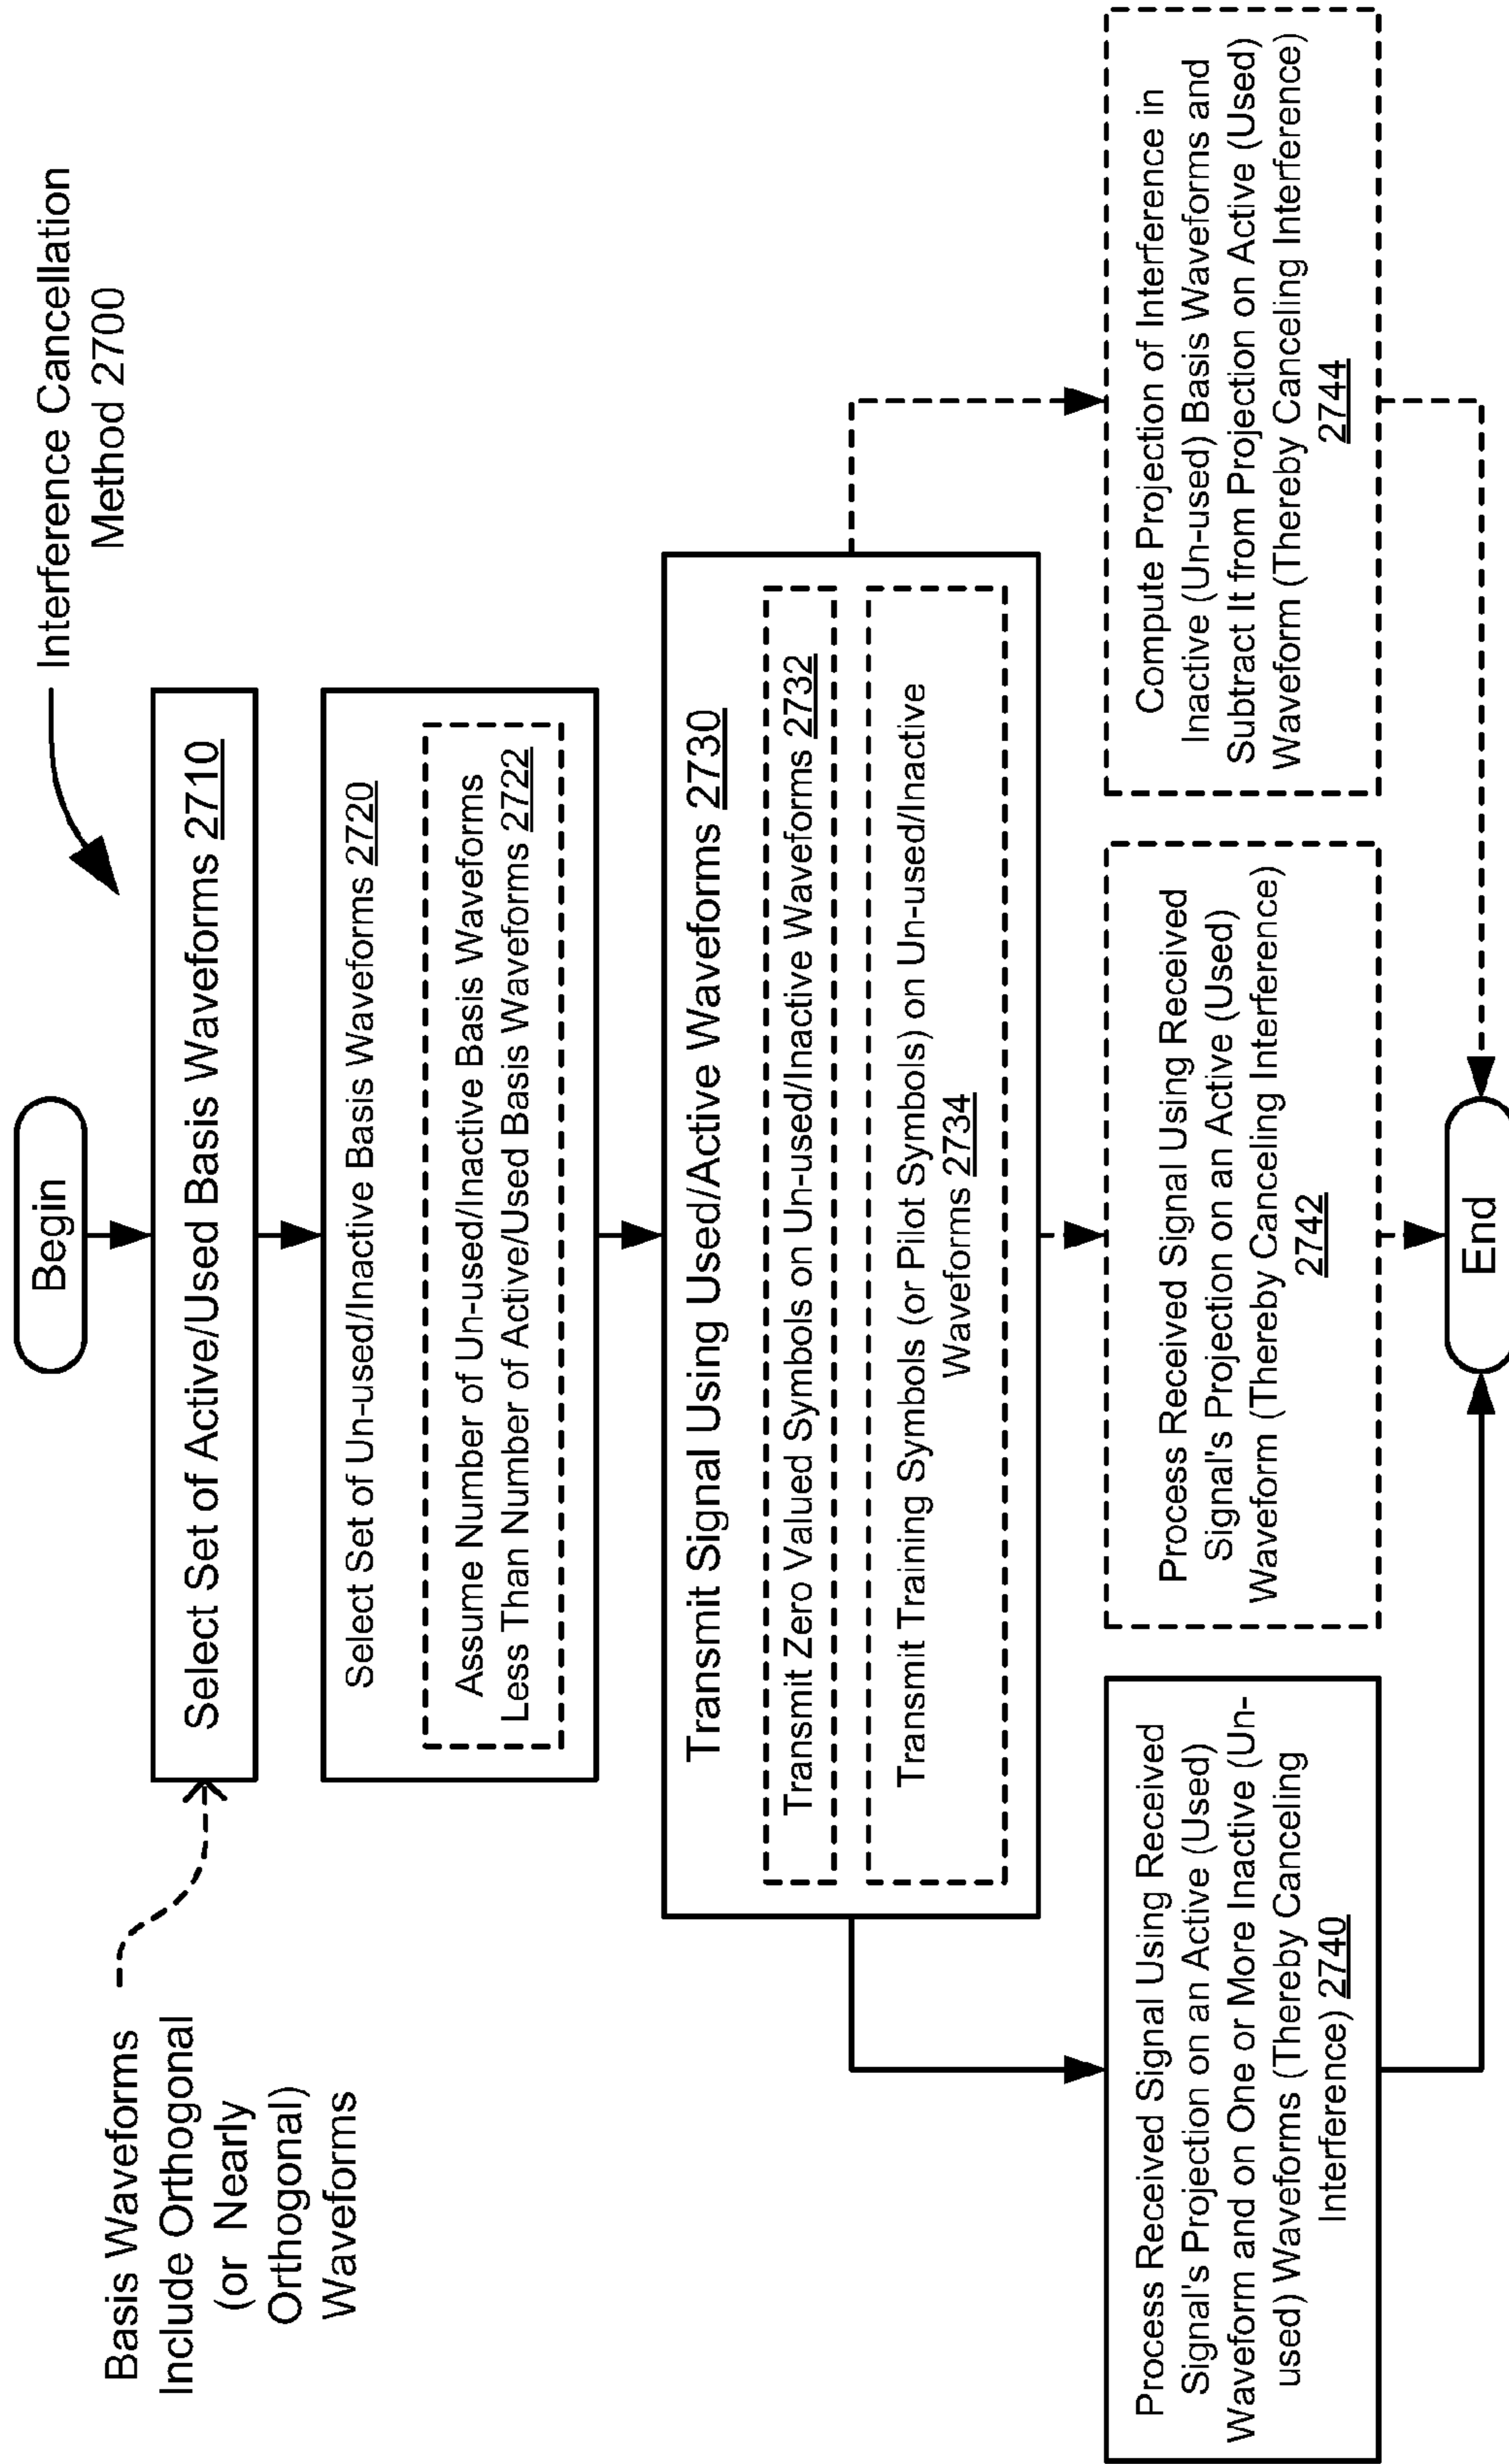 Interference Cancellation
Method 2700
Begin
Basis Waveforms
Include Orthogonal
(or Nearly
Orthogonal)
Waveforms
Select Set of Active/Used Basis Waveforms 2710
Select Set of Un-used/Inactive Basis Waveforms 2720
Assume Number of Un-used/Inactive Basis Waveforms
Less Than Number of Active/Used Basis Waveforms 2722
Transmit Signal Using Used/Active Waveforms 2730
Transmit Zero Valued Symbols on Un-used/Inactive Waveforms 2732
Transmit Training Symbols (or Pilot Symbols) on Un-used/Inactive
Waveforms 2734
Process Received Signal Using Received
Signal's Projection on an Active (Used)
Waveform and on One or More Inactive (Un-
used) Waveforms (Thereby Canceling
Interference) 2740
Process Received Signal Using Received
Signal's Projection on an Active (Used)
Waveform (Thereby Canceling Interference)
2742
Compute Projection of Interference in
Inactive (Un-used) Basis Waveforms and
Subtract It from Projection on Active (Used)
Waveform (Thereby Canceling Interference)
2744
End